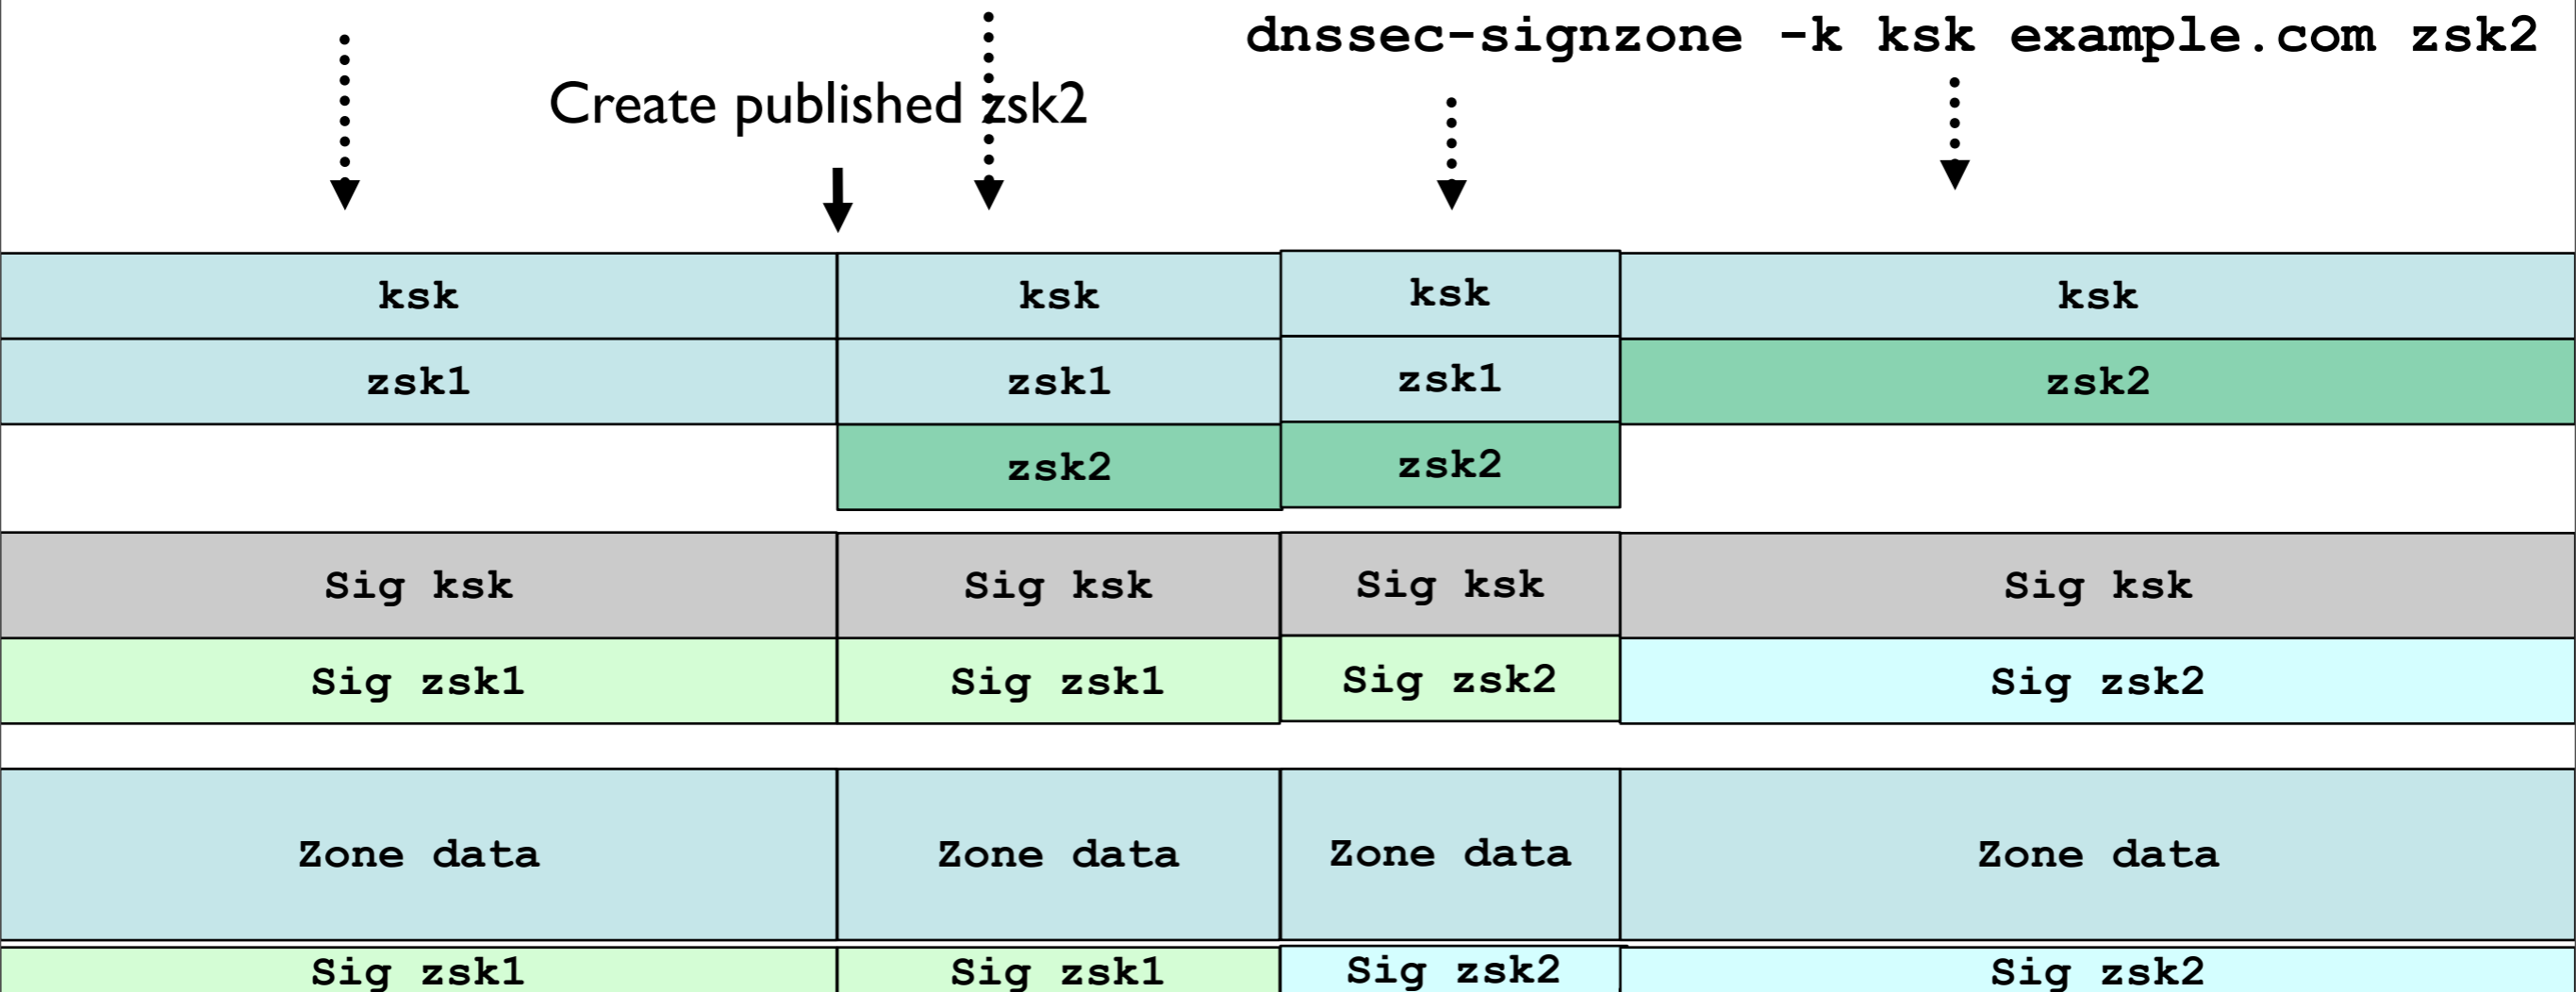 dnssec-signzone -k ksk example.com zsk2
Create published zsk2
ksk ksk ksk ksk
zsk1 zsk1 zsk1 zsk2
zsk2 zsk2
Sig ksk Sig ksk Sig ksk Sig ksk
Sig zsk1 Sig zsk1 Sig zsk2 Sig zsk2
Zone data Zone data Zone data Zone data
Sig zsk1 Sig zsk1 Sig zsk2 Sig zsk2